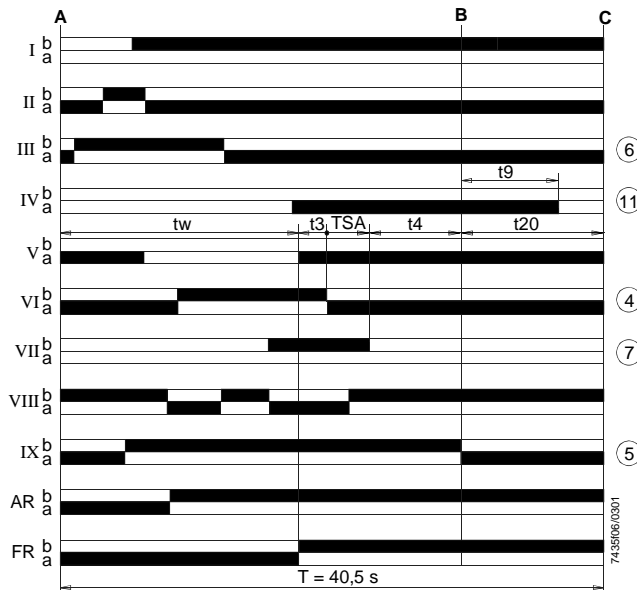 A B C
I b
a
II b
a
III b
a 6
t9
IV b
a 11
tw t3 TSA t4 t20
V b
a
VI b
a 4
VII b
a 7
VIII b
a
IX b
a 5
AR b
a
FR b
a
T = 40,5 s
7435f06/0301